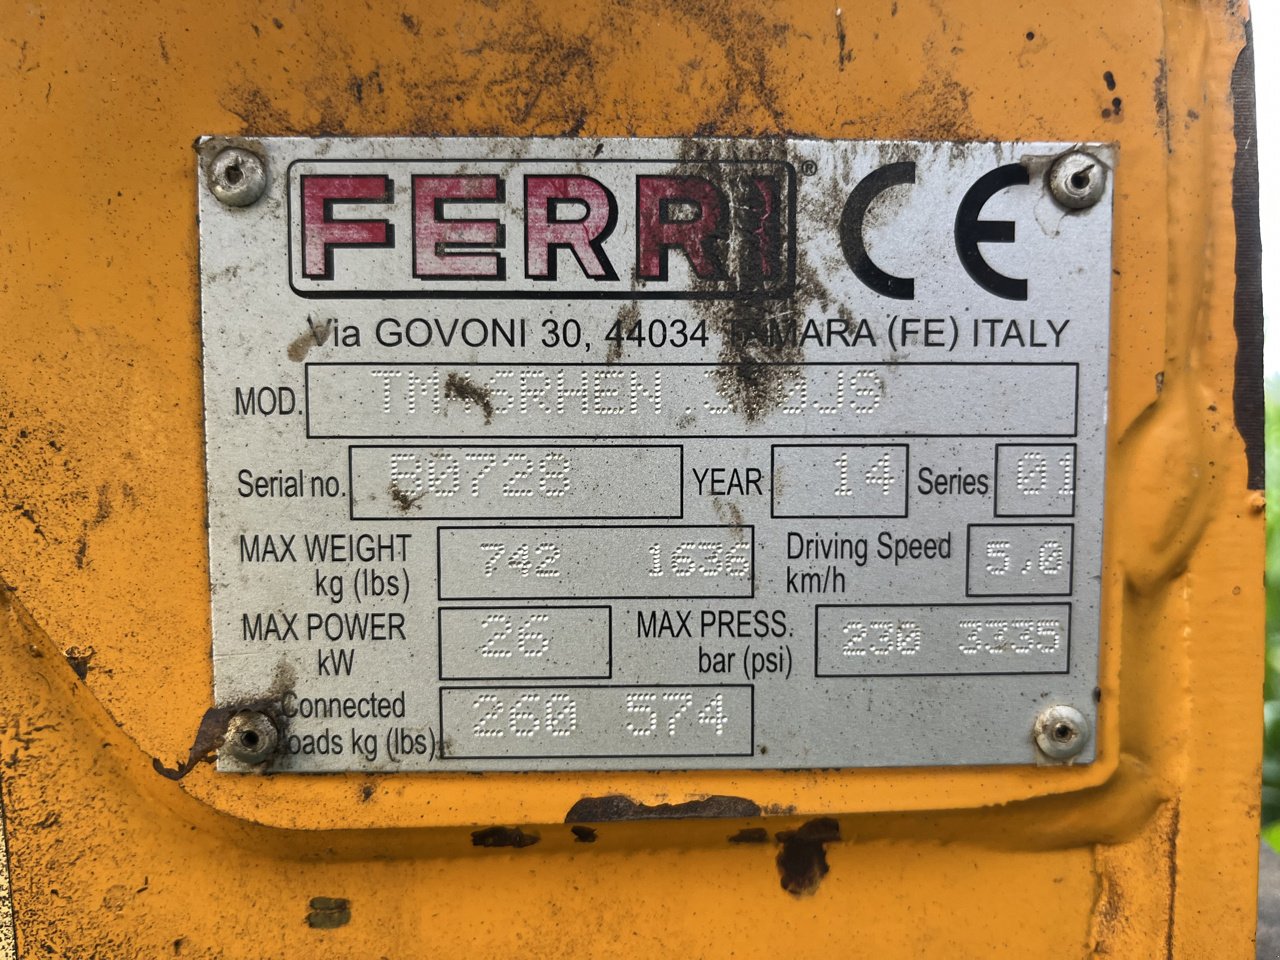 FERRI® CE
Via GOVONI 30, 44034 TAMARA (FE) ITALY
MOD.
Serial no. 80728 YEAR 14 Series 01
MAX WEIGHT 742 1636 Driving Speed 5,0
kg (lbs) km/h
MAX POWER 26 MAX PRESS. 230 3335
kW bar (psi)
Connected 260 574
loads kg (lbs)